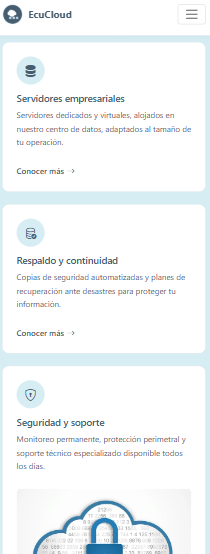 EcuCloud
Servidores empresariales
Servidores dedicados y virtuales, alojados en
nuestro centro de datos, adaptados al tamaño de
tu operación.
Conocer más →
Respaldo y continuidad
Copias de seguridad automatizadas y planes de
recuperación ante desastres para proteger tu
información.
Conocer más →
Seguridad y soporte
Monitoreo permanente, protección perimetral y
soporte técnico especializado disponible todos
los días.